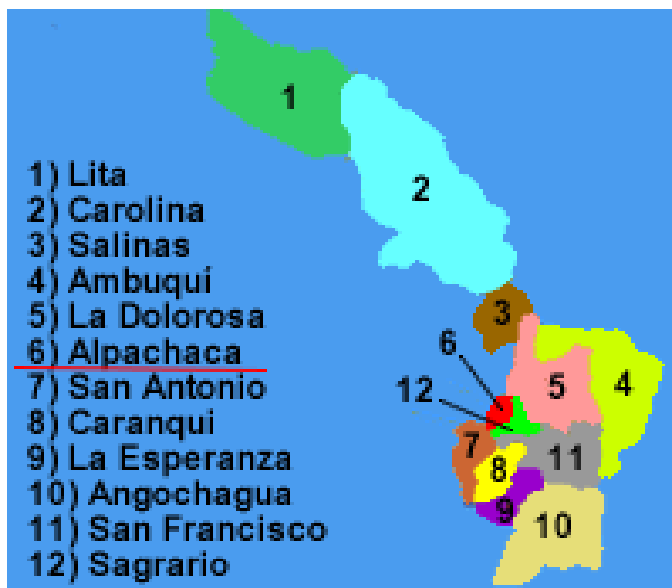 1
2
1) Lita
2) Carolina
3) Salinas
4) Ambuquí
5) La Dolorosa
6) Alpachaca
7) San Antonio
8) Caranqui
9) La Esperanza
10) Angochagua
11) San Francisco
12) Sagrario
3
6
12
5
4
7
8
11
9
10